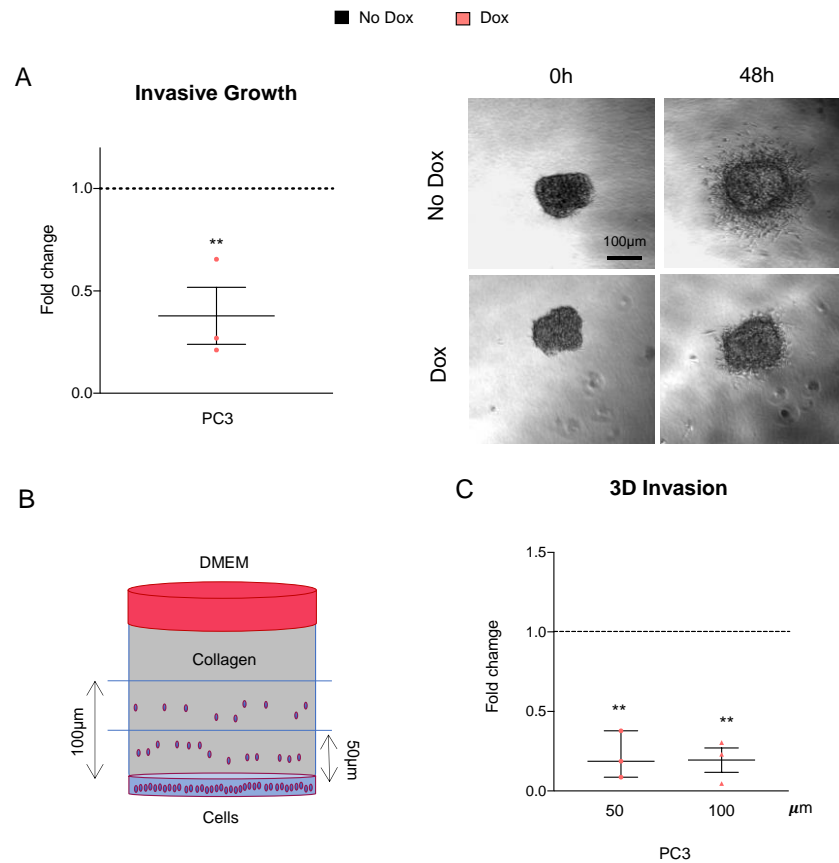 No Dox
Dox
A
Invasive Growth
0h
48h
1.0
0.5
0.0
Fold change
**
PC3
No Dox
100µm
Dox
B
DMEM
Collagen
100µm
50µm
Cells
C
3D Invasion
1.5
1.0
0.5
0.0
Fold chamge
**
**
50
100
µm
PC3